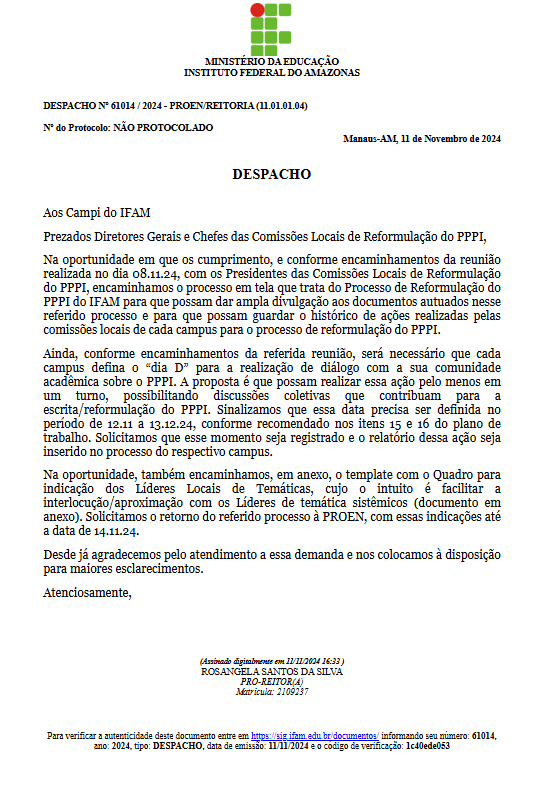 MINISTÉRIO DA EDUCAÇÃO
INSTITUTO FEDERAL DO AMAZONAS
DESPACHO Nº 61014 / 2024 - PROEN/REITORIA (11.01.01.04)
Nº do Protocolo: NÃO PROTOCOLADO
Manaus-AM, 11 de Novembro de 2024
DESPACHO
Aos Campi do IFAM
Prezados Diretores Gerais e Chefes das Comissões Locais de Reformulação do PPPI,
Na oportunidade em que os cumprimento, e conforme encaminhamentos da reunião
realizada no dia 08.11.24, com os Presidentes das Comissões Locais de Reformulação
do PPPI, encaminhamos o processo em tela que trata do Processo de Reformulação do
PPPI do IFAM para que possam dar ampla divulgação aos documentos autuados nesse
referido processo e para que possam guardar o histórico de ações realizadas pelas
comissões locais de cada campus para o processo de reformulação do PPPI.
Ainda, conforme encaminhamentos da referida reunião, será necessário que cada
campus defina o “dia D” para a realização de diálogo com a sua comunidade
acadêmica sobre o PPPI. A proposta é que possam realizar essa ação pelo menos em
um turno, possibilitando discussões coletivas que contribuam para a
escrita/reformulação do PPPI. Sinalizamos que essa data precisa ser definida no
período de 12.11 a 13.12.24, conforme recomendado nos itens 15 e 16 do plano de
trabalho. Solicitamos que esse momento seja registrado e o relatório dessa ação seja
inserido no processo do respectivo campus.
Na oportunidade, também encaminhamos, em anexo, o template com o Quadro para
indicação dos Líderes Locais de Temáticas, cujo o intuito é facilitar a
interlocução/aproximação com os Líderes de temática sistêmicos (documento em
anexo). Solicitamos o retorno do referido processo à PROEN, com essas indicações até
a data de 14.11.24.
Desde já agradecemos pelo atendimento a essa demanda e nos colocamos à disposição
para maiores esclarecimentos.
Atenciosamente,
(Assinado digitalmente em 11/11/2024 16:33 )
ROSANGELA SANTOS DA SILVA
PRO-REITOR(A)
Matrícula: 2109237
Para verificar a autenticidade deste documento entre em https://sig.ifam.edu.br/documentos/ informando seu número: 61014,
ano: 2024, tipo: DESPACHO, data de emissão: 11/11/2024 e o código de verificação: 1c40ede053